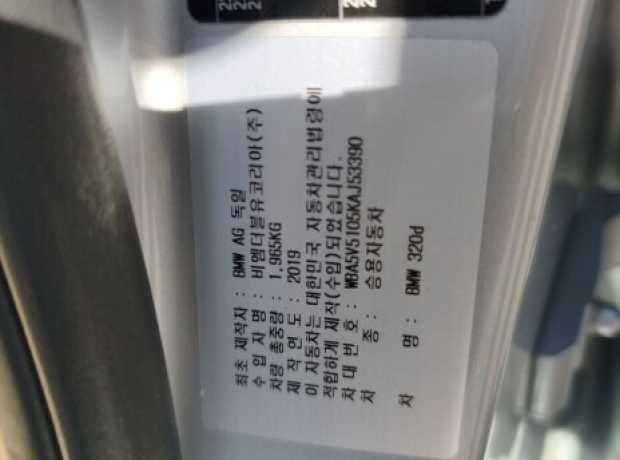 최초 제작자 : BMW AG 독일
수 입 자 명 : 비엠더블유코리아(주)
차량 총중량 : 1,965KG
제 작 연 도 : 2019
이 자동차는 대한민국 자동차관리법령에
적합하게 제작(수입)되었습니다.
차 대 번 호 : WBA5V5105KAJ53390
차 종 : 승용자동차
차 명 : BMW 320d